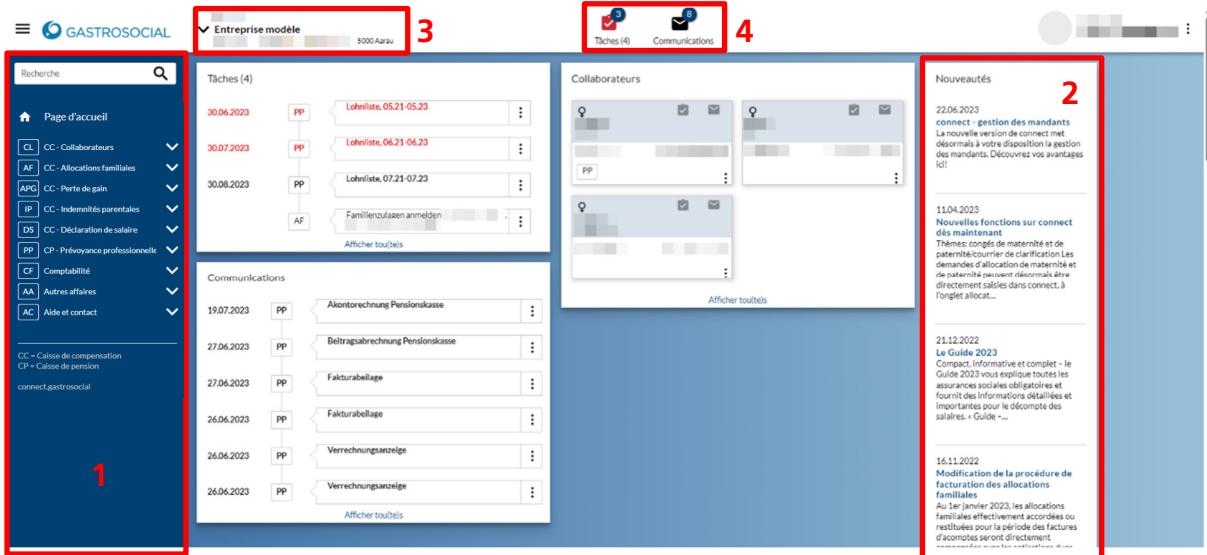 GASTROSOCIAL
Entreprise modèle
5000 Aarau
3
3
Tâches (4)
8
Communications
4
Recherche
Page d'accueil
CL CC - Collaborateurs
AF CC - Allocations familiales
APG CC - Perte de gain
IP CC - Indemnités parentales
DS CC - Déclaration de salaire
PP CP - Prévoyance professionnelle
CF Comptabilité
AA Autres affaires
AC Aide et contact
CC = Caisse de compensation
CP = Caisse de pension
connect.gastrosocial
1
Tâches (4)
30.06.2023 PP Lohnliste, 05.21-05.23
30.07.2023 PP Lohnliste, 06.21-06.23
30.08.2023 PP Lohnliste, 07.21-07.23
AF Familienzulagen anmelden
Afficher tou(te)s
Communications
19.07.2023 PP Akontorechnung Pensionskasse
27.06.2023 PP Beitragsabrechnung Pensionskasse
27.06.2023 PP Fakturabeilage
26.06.2023 PP Fakturabeilage
26.06.2023 PP Verrechnungsanzeige
26.06.2023 PP Verrechnungsanzeige
Afficher tou(te)s
Collaborateurs
PP
Afficher tou(te)s
Nouveautés
2
22.06.2023
connect - gestion des mandants
La nouvelle version de connect met
désormais à votre disposition la gestion
des mandants. Découvrez vos avantages
ici!
11.04.2023
Nouvelles fonctions sur connect
dès maintenant
Thèmes: congés de maternité et de
paternité/courrier de clarification Les
demandes d'allocation de maternité et
de paternité peuvent désormais être
directement saisies dans connect, à
l'onglet allocat...
21.12.2022
Le Guide 2023
Compact, informative et complet – le
Guide 2023 vous explique toutes les
assurances sociales obligatoires et
fournit des informations détaillées et
importantes pour le décompte des
salaires. « Guide –...
16.11.2022
Modification de la procédure de
facturation des allocations
familiales
Au 1er janvier 2023, les allocations
familiales effectivement accordées ou
restituées pour la période des factures
d'acomptes seront directement